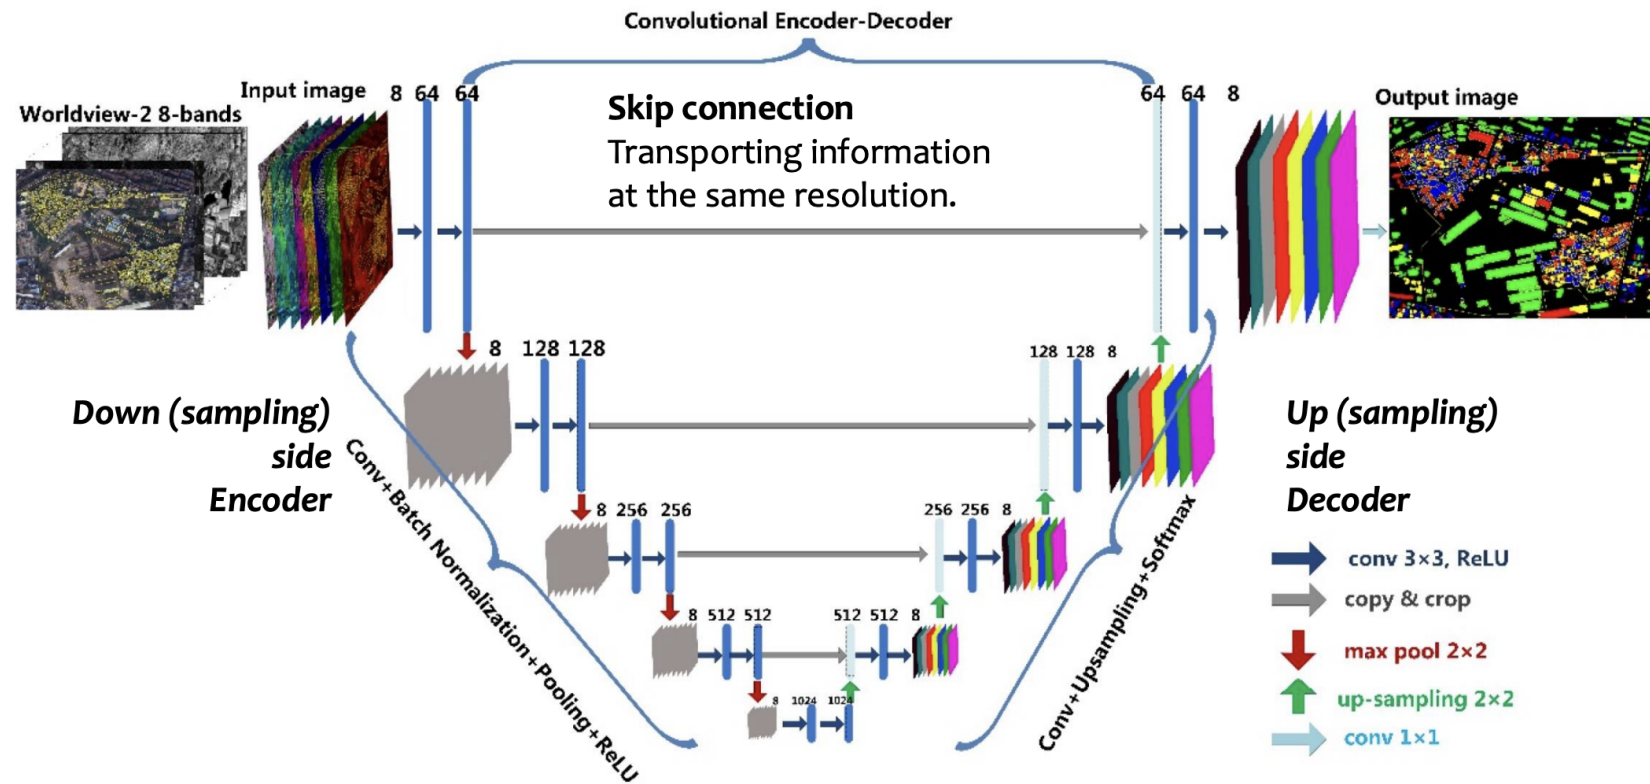 Convolutional Encoder-Decoder
Input image
8 64 64
64 64 8
Output image
Worldview-2 8-bands
Skip connection
Transporting information
at the same resolution.
8 128 128
128 128 8
Down (sampling)
side
Encoder
Up (sampling)
side
Decoder
Conv+Batch Normalization+Pooling+ReLU
Conv+Upsampling+Softmax
8 256 256
256 256 8
8 512 512
512 512 8
8 1024 1024
conv 3×3, ReLU
copy & crop
max pool 2×2
up-sampling 2×2
conv 1×1